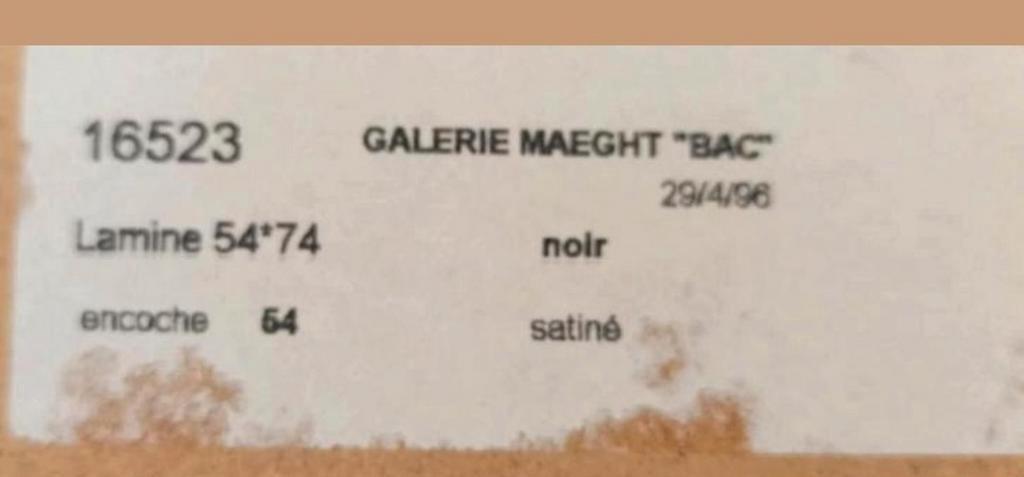 16523 GALERIE MAEGHT "BAC"
29/4/96
Lamine 54*74 noir
encoche 54 satiné